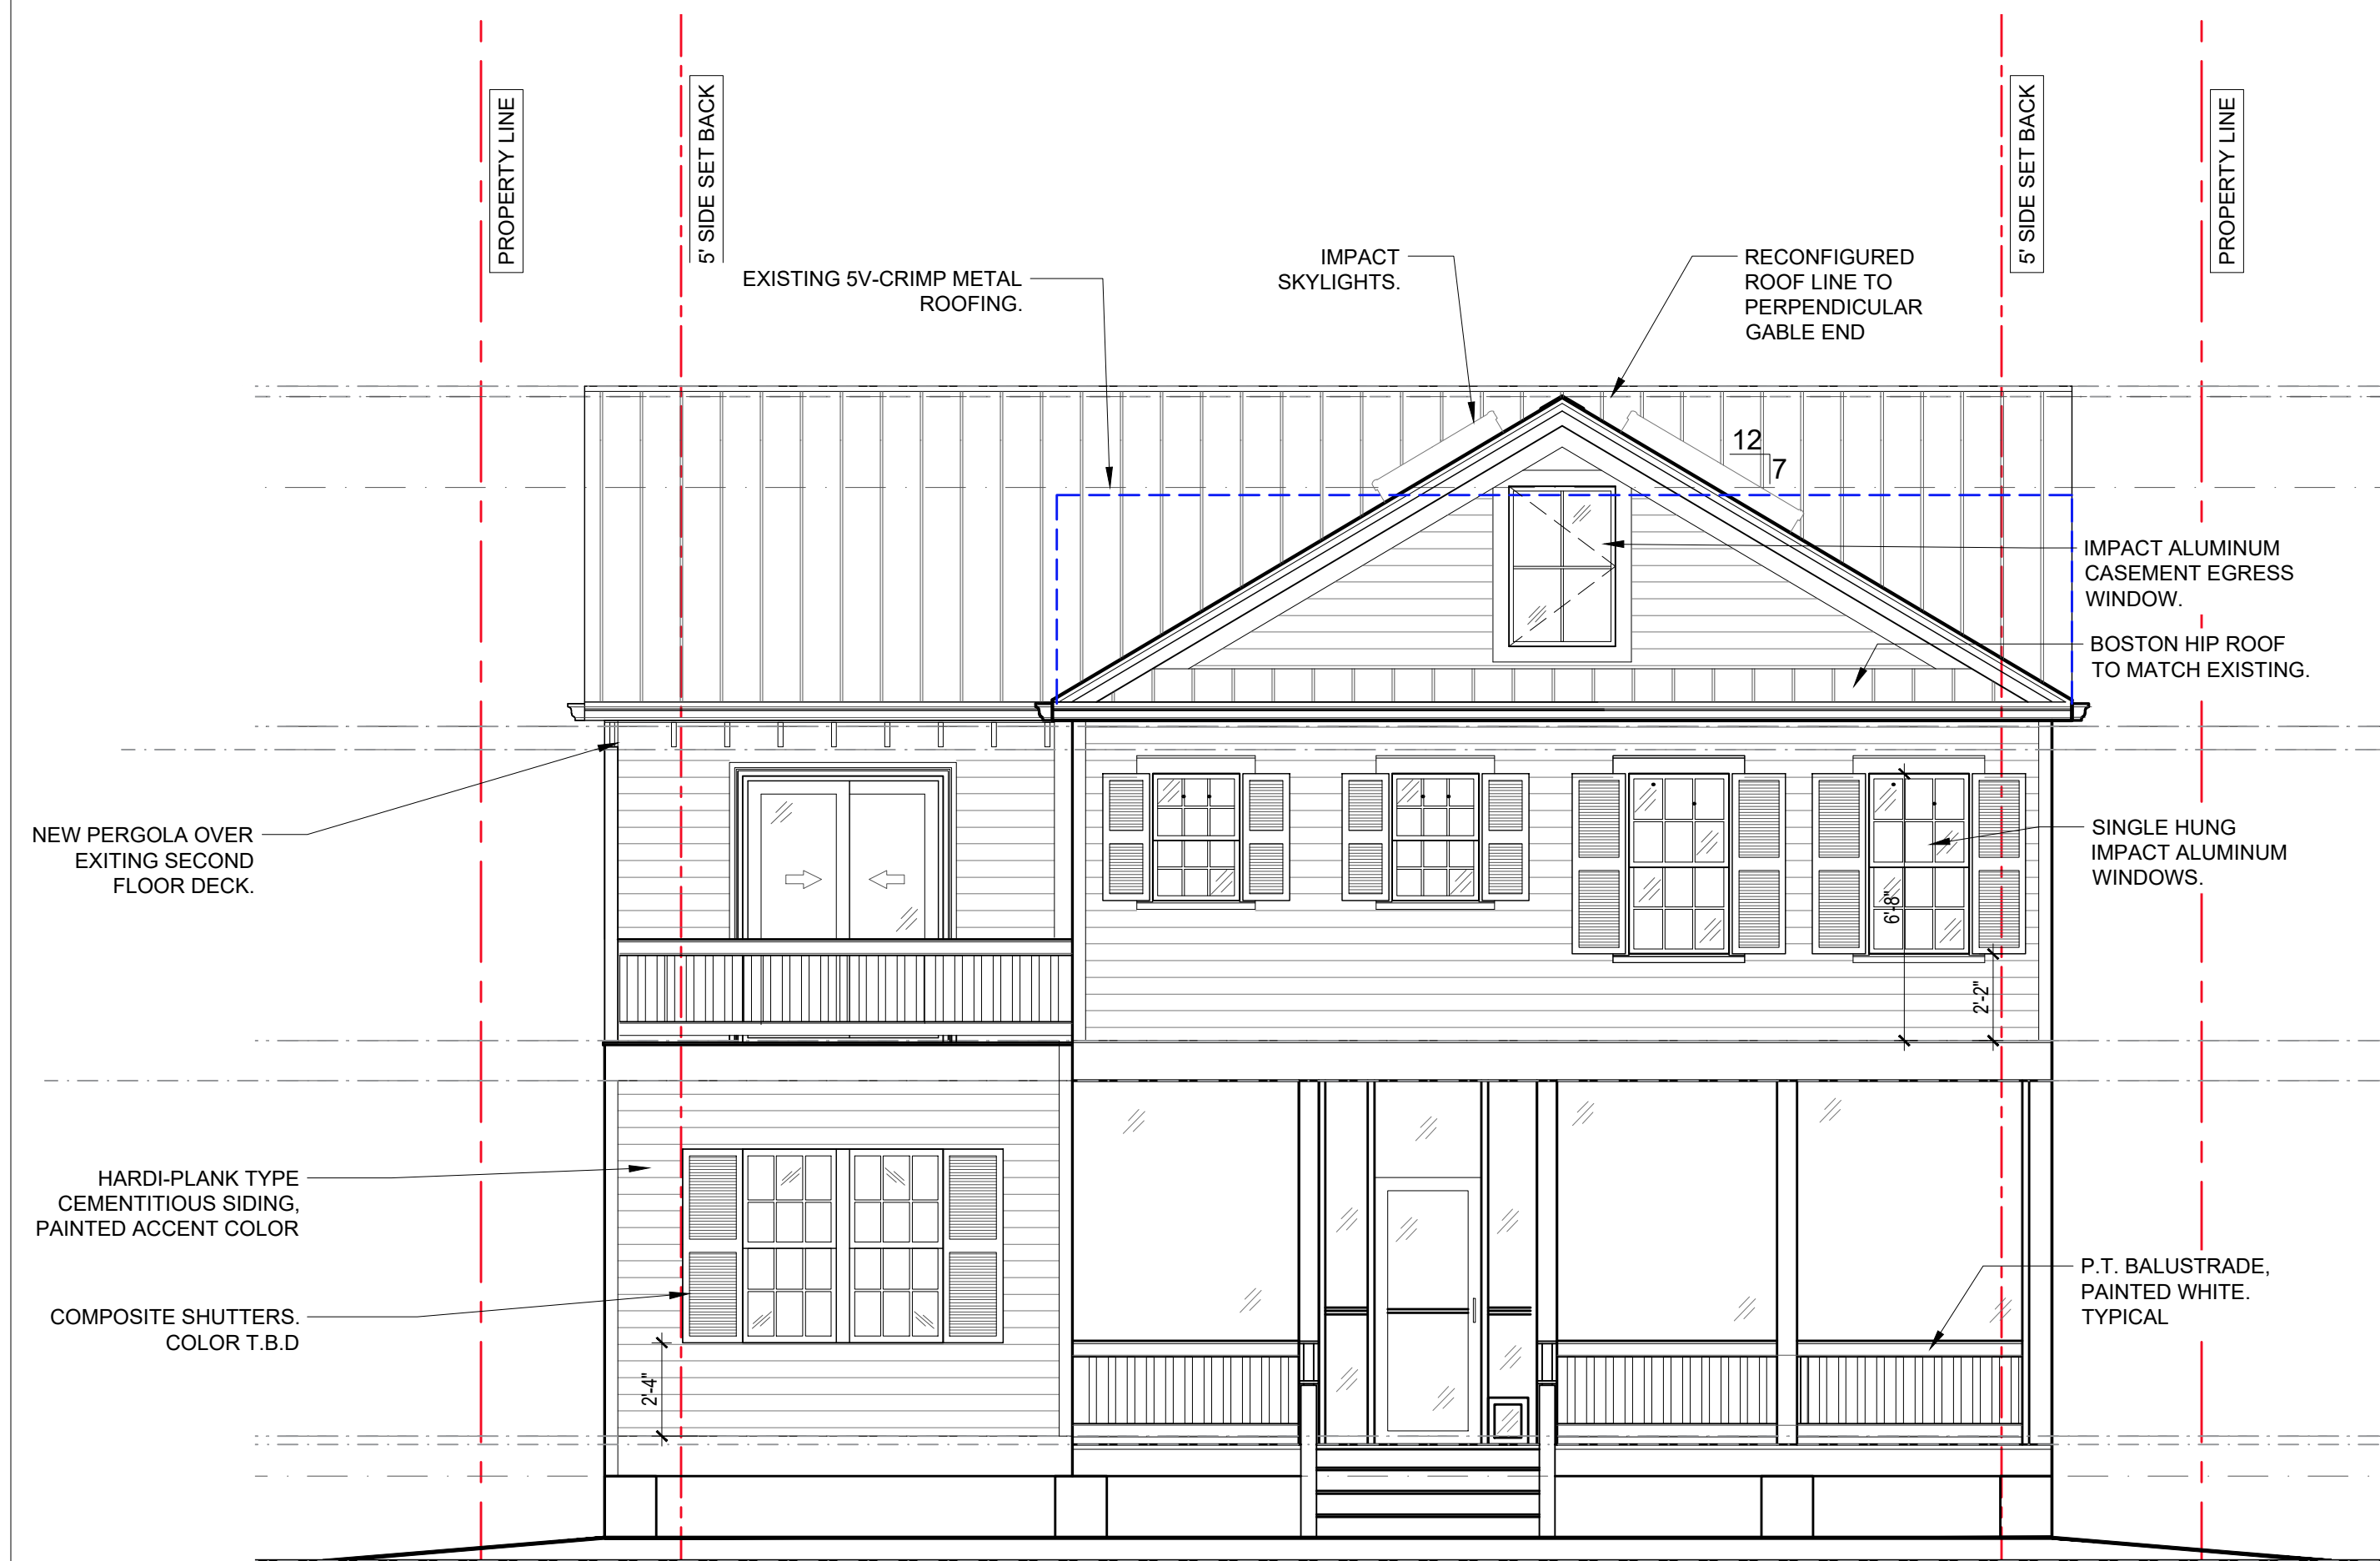 PROPERTY LINE
5' SIDE SET BACK
5' SIDE SET BACK
PROPERTY LINE
EXISTING 5V-CRIMP METAL
ROOFING.
IMPACT
SKYLIGHTS.
RECONFIGURED
ROOF LINE TO
PERPENDICULAR
GABLE END
12
7
IMPACT ALUMINUM
CASEMENT EGRESS
WINDOW.
BOSTON HIP ROOF
TO MATCH EXISTING.
NEW PERGOLA OVER
EXITING SECOND
FLOOR DECK.
SINGLE HUNG
IMPACT ALUMINUM
WINDOWS.
6'-8"
2'-2"
HARDI-PLANK TYPE
CEMENTITIOUS SIDING,
PAINTED ACCENT COLOR
COMPOSITE SHUTTERS.
COLOR T.B.D
2'-4"
P.T. BALUSTRADE,
PAINTED WHITE.
TYPICAL